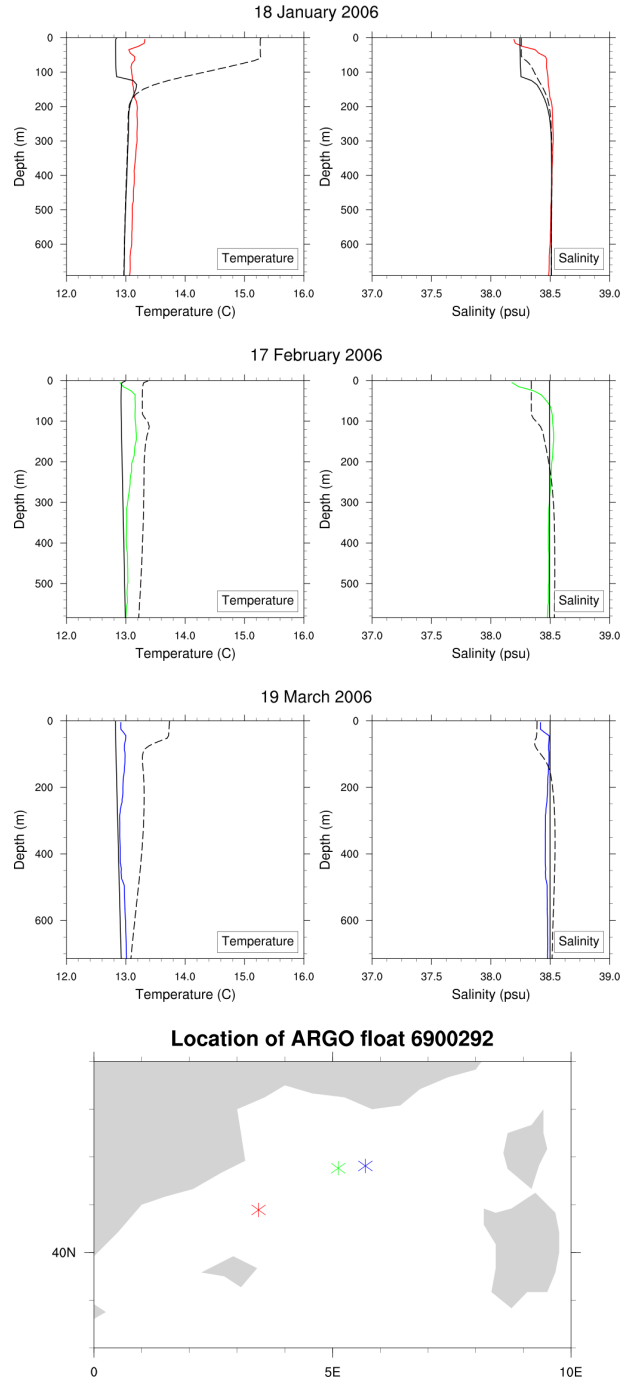 18 January 2006
0
100
200
300
400
500
600
Depth (m)
Temperature
12.0 13.0 14.0 15.0 16.0
Temperature (C)
0
100
200
300
400
500
600
Depth (m)
Salinity
37.0 37.5 38.0 38.5 39.0
Salinity (psu)
17 February 2006
0
100
200
300
400
500
Depth (m)
Temperature
12.0 13.0 14.0 15.0 16.0
Temperature (C)
0
100
200
300
400
500
Depth (m)
Salinity
37.0 37.5 38.0 38.5 39.0
Salinity (psu)
19 March 2006
0
200
400
600
Depth (m)
Temperature
12.0 13.0 14.0 15.0 16.0
Temperature (C)
0
200
400
600
Depth (m)
Salinity
37.0 37.5 38.0 38.5 39.0
Salinity (psu)
Location of ARGO float 6900292
40N
0 5E 10E